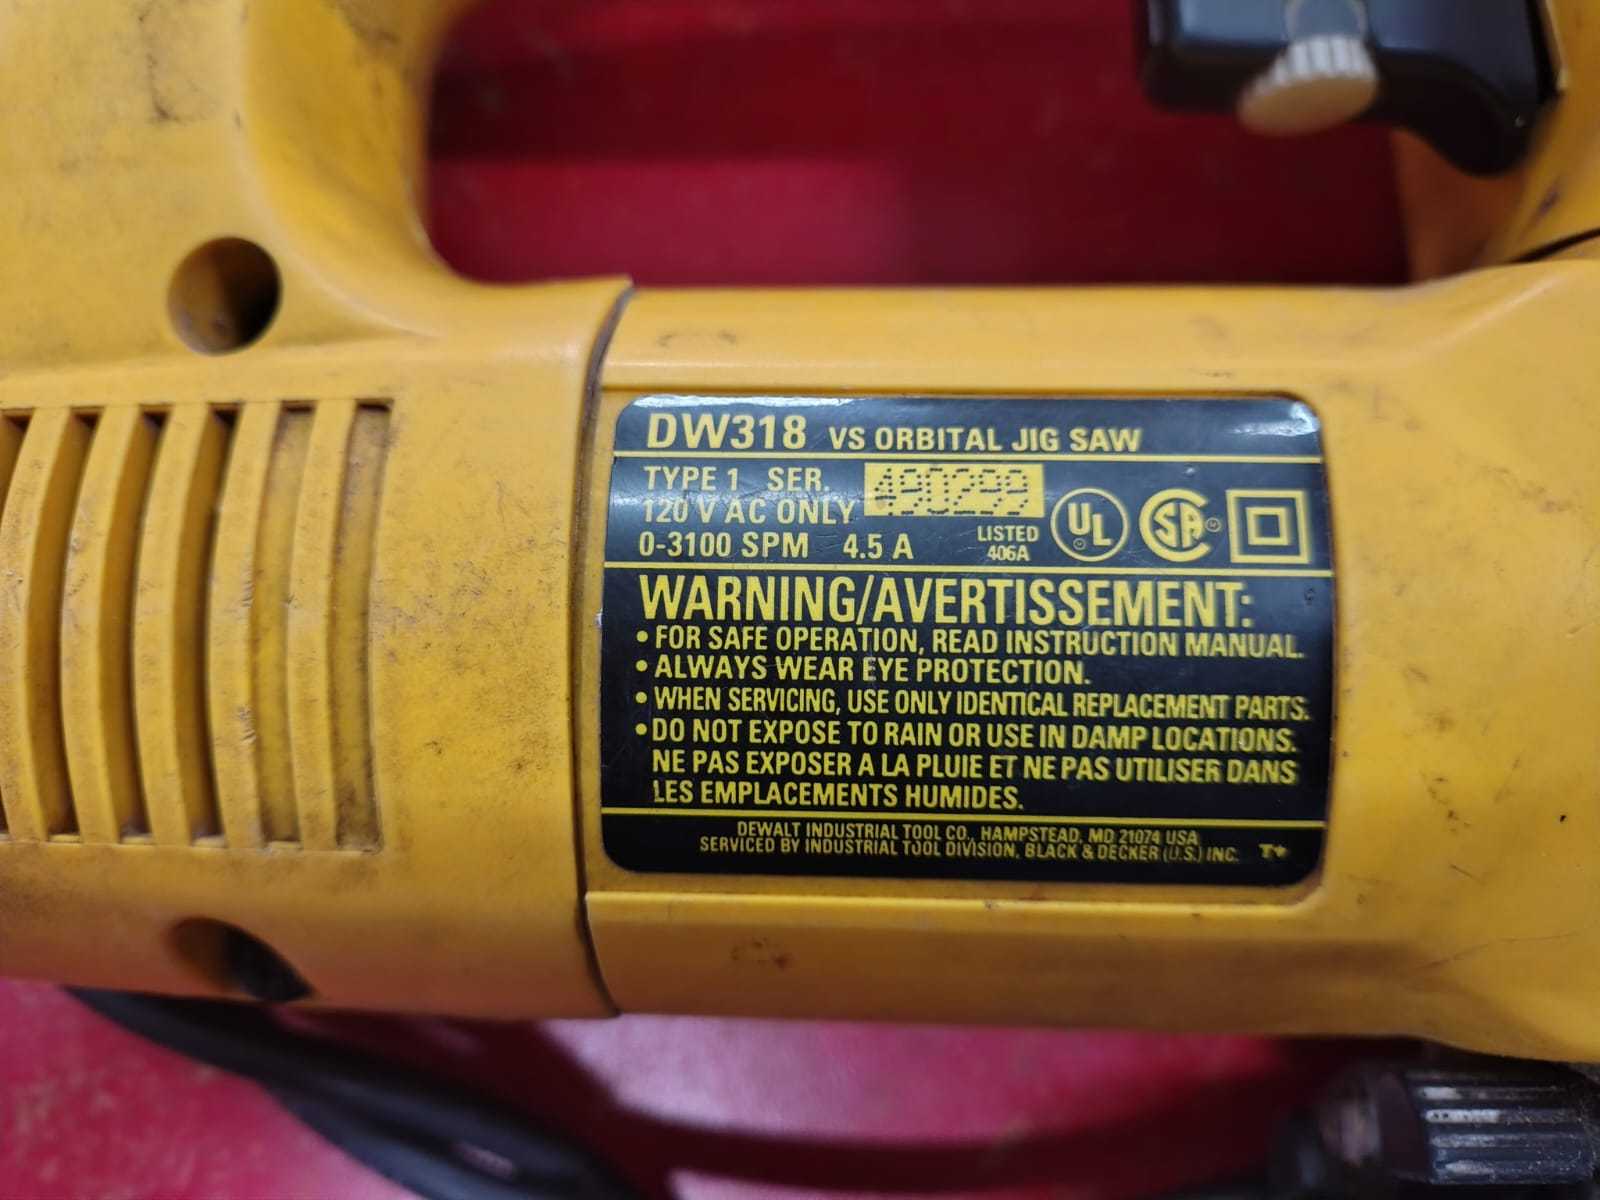 DW318 VS ORBITAL JIG SAW
TYPE 1 SER. 490299
120 V AC ONLY
0-3100 SPM 4.5 A
LISTED
406A
UL
SA
WARNING/AVERTISSEMENT:
• FOR SAFE OPERATION, READ INSTRUCTION MANUAL.
• ALWAYS WEAR EYE PROTECTION.
• WHEN SERVICING, USE ONLY IDENTICAL REPLACEMENT PARTS.
• DO NOT EXPOSE TO RAIN OR USE IN DAMP LOCATIONS.
NE PAS EXPOSER A LA PLUIE ET NE PAS UTILISER DANS
LES EMPLACEMENTS HUMIDES.
DEWALT INDUSTRIAL TOOL CO., HAMPSTEAD, MD 21074 USA
SERVICED BY INDUSTRIAL TOOL DIVISION, BLACK & DECKER (U.S.) INC.